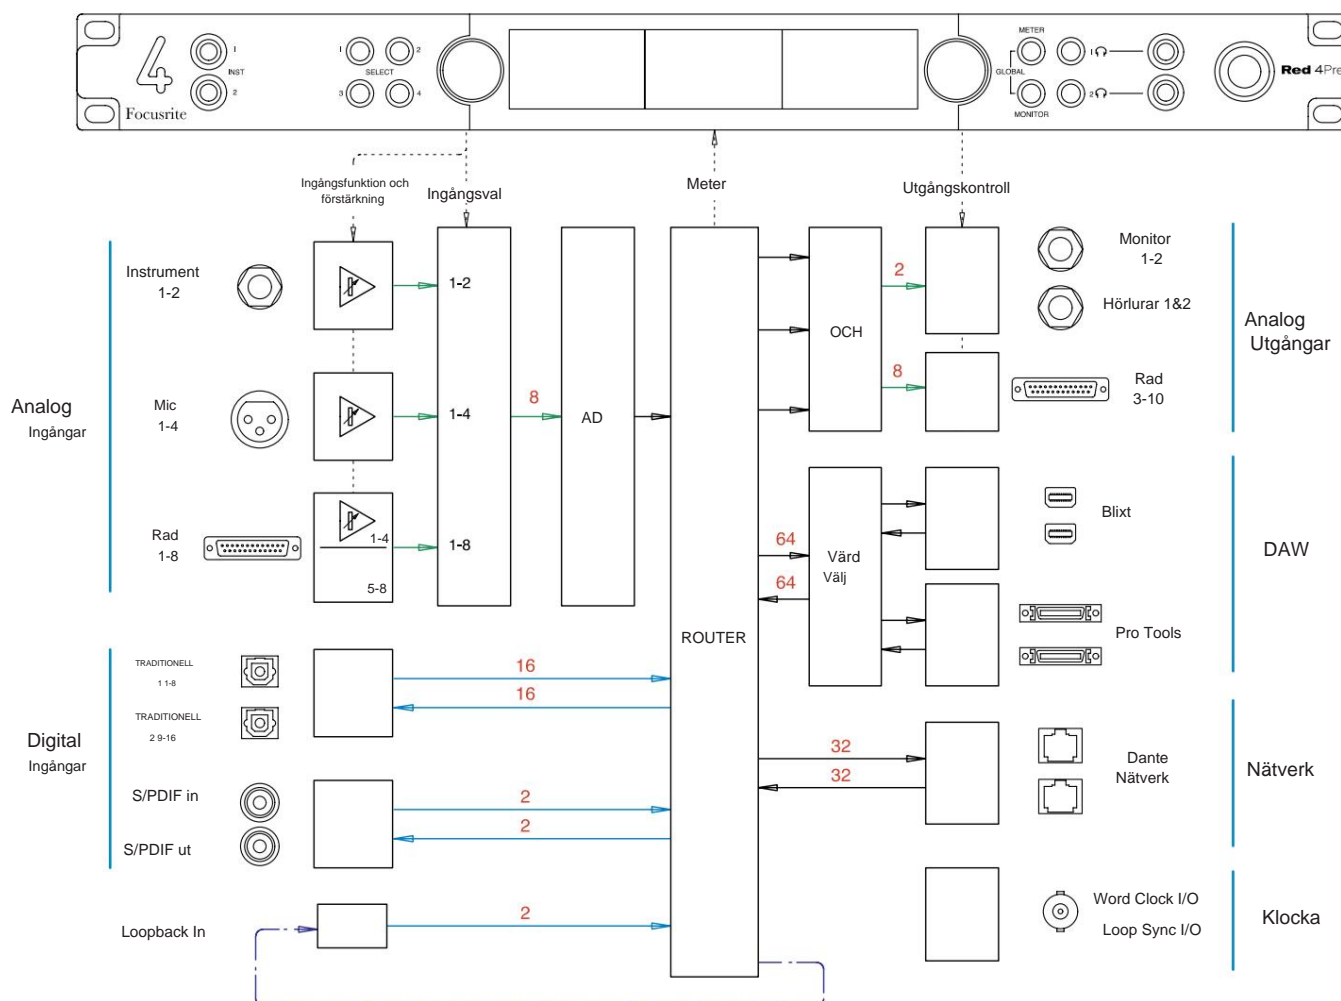 4
Focusrite
1
INST
2
1
2
SELECT
3
4
METER
1
GLOBAL
2
MONITOR
Red 4Pre
Ingångsfunktion och
förstärkning
Ingångsval
Meter
Utgångskontroll
Instrument
1-2
1-2
OCH
2
8
Monitor
1-2
Hörlurar 1&2
Analog
Utgångar
Rad
3-10
Analog
Ingångar
Mic
1-4
1-4
8
AD
Rad
1-8
1-4
5-8
1-8
ROUTER
64
64
Värd
Välj
Blixt
Pro Tools
DAW
TRADITIONELL
1 1-8
TRADITIONELL
2 9-16
16
16
Digital
Ingångar
S/PDIF in
S/PDIF ut
2
2
32
32
Dante
Nätverk
Nätverk
Loopback In
2
Word Clock I/O
Loop Sync I/O
Klocka